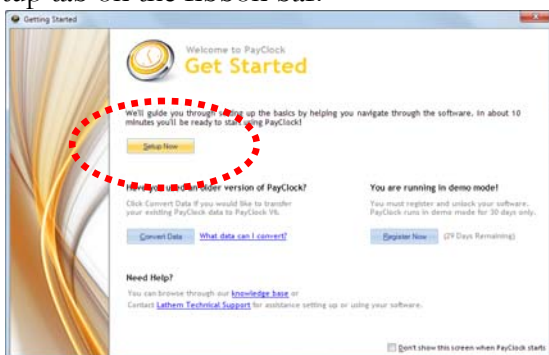 Getting Started
Welcome to PayClock
Get Started
We'll guide you through setting up the basics by helping you navigate through the software. In about 10
minutes you'll be ready to start using PayClock!
Setup Now
Have you used an older version of PayClock?
You are running in demo mode!
Click Convert Data if you would like to transfer
your existing PayClock data to PayClock V6.
You must register and unlock your software.
PayClock runs in demo mode for 30 days only.
Convert Data
What data can I convert?
Register Now
(29 Days Remaining)
Need Help?
You can browse through our knowledge base or
Contact Lathem Technical Support for assistance setting up or using your software.
Don't show this screen when PayClock starts